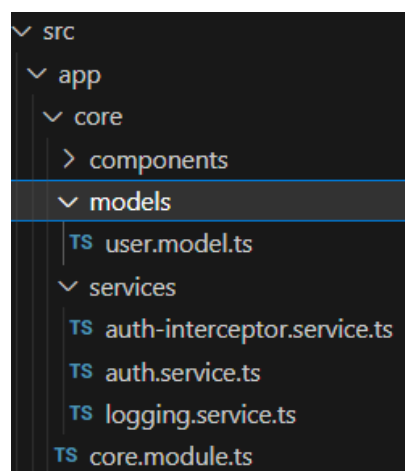 src
app
core
components
models
TS user.model.ts
services
TS auth-interceptor.service.ts
TS auth.service.ts
TS logging.service.ts
TS core.module.ts